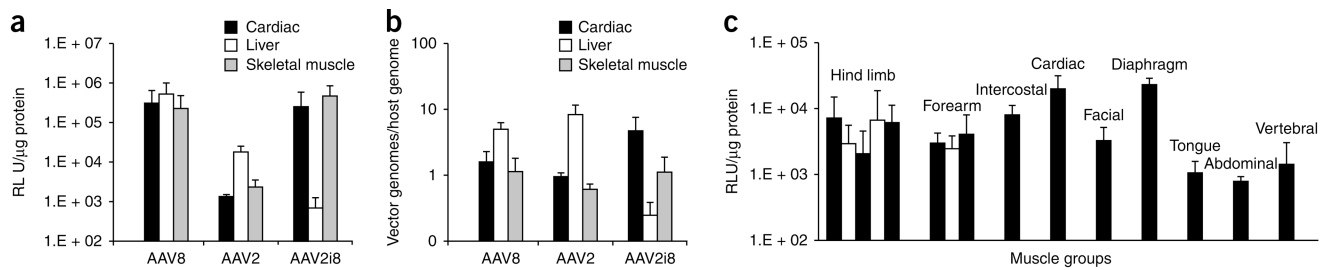 a
RL U/µg protein
1.E + 07
1.E + 06
1.E + 05
1.E + 04
1.E + 03
1.E + 02
Cardiac
Liver
Skeletal muscle
AAV8 AAV2 AAV2i8
b
Vector genomes/host genome
100
10
1
0
Cardiac
Liver
Skeletal muscle
AAV8 AAV2 AAV2i8
c
RLU/µg protein
1.E + 05
1.E + 04
1.E + 03
1.E + 02
Hind limb
Forearm
Intercostal
Cardiac
Facial
Diaphragm
Tongue
Abdominal
Vertebral
Muscle groups